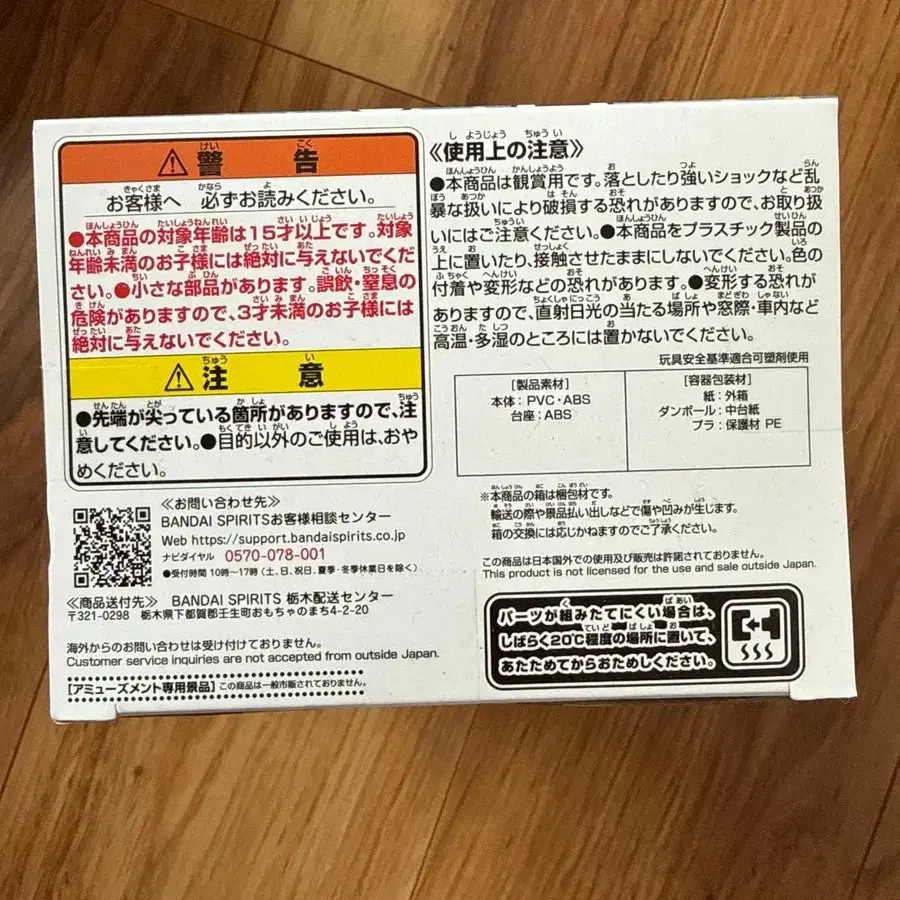 警告
お客様へ 必ずお読みください。
●本商品の対象年齢は15才以上です。対象
年齢未満のお子様には絶対に与えないでくだ
さい。●小さな部品があります。誤飲・窒息の
危険がありますので、3才未満のお子様には
絶対に与えないでください。
注意
●先端が尖っている箇所がありますので、注
意してください。●目的以外のご使用は、おや
めください。
≪お問い合わせ先≫
BANDAI SPIRITSお客様相談センター
Web https://support.bandaispirits.co.jp
ナビダイヤル 0570-078-001
●受付時間 10時〜17時 (土、日、祝日、夏季・冬季休業日を除く)
≪商品送付先≫ BANDAI SPIRITS 栃木配送センター
〒321-0298 栃木県下都賀郡壬生町おもちゃのまち4-2-20
海外からのお問い合わせは受け付けておりません。
Customer service inquiries are not accepted from outside Japan.
[アミューズメント専用景品] この商品は一般市販されておりません。
≪使用上の注意≫
●本商品は観賞用です。落としたり強いショックなど乱
暴な扱いにより破損する恐れがありますので、お取り扱
いにはご注意ください。●本商品をプラスチック製品の
上に置いたり、接触させたままにしないでください。色の
付着や変形などの恐れがあります。●変形する恐れが
ありますので、直射日光の当たる場所や窓際・車内など
高温・多湿のところには置かないでください。
玩具安全基準適合可塑剤使用
[製品素材]
本体：PVC・ABS
台座：ABS
[容器包装材]
紙：外箱
ダンボール：中台紙
プラ：保護材 PE
※本商品の箱は梱包材です。
輸送の際や景品払い出しなどで傷や凹みが生じます。
箱の交換には応じかねますのでご了承ください。
この商品は日本国外での使用及び販売は許諾されておりません。
This product is not licensed for the use and sale outside Japan.
パーツが組みたてにくい場合は、
しばらく20℃程度の場所に置いて、
あたためてからおためしください。